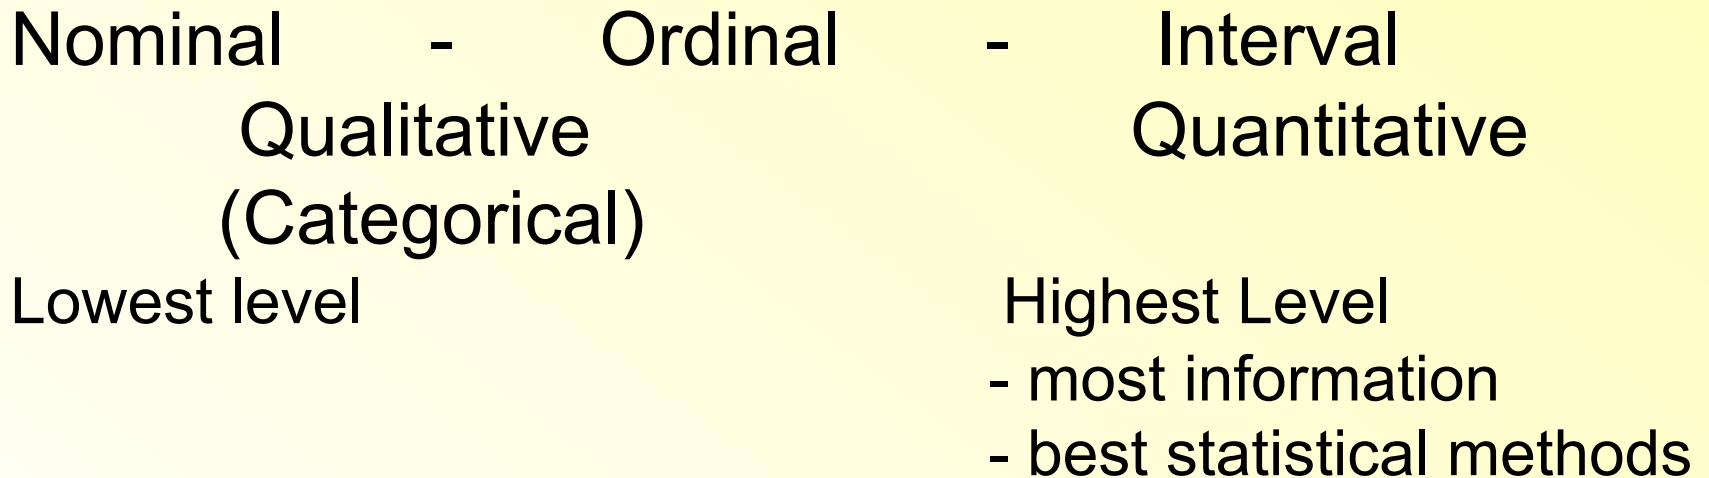 Nominal - Ordinal - Interval
Qualitative Quantitative
(Categorical)
Lowest level Highest Level
- most information
- best statistical methods